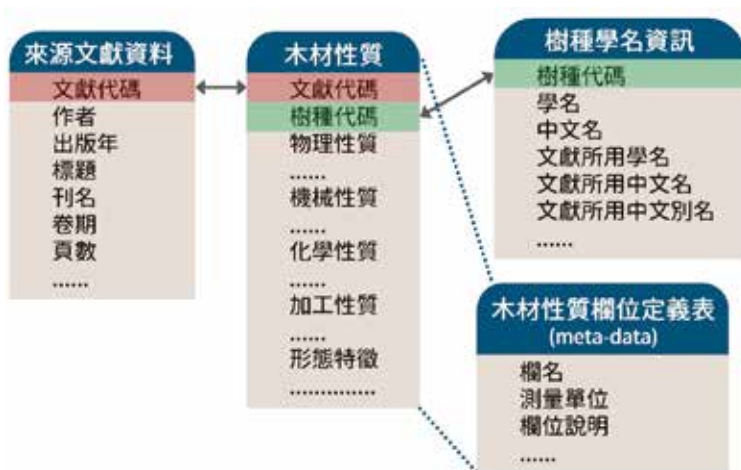 來源文獻資料
文獻代碼
作者
出版年
標題
刊名
卷期
頁數
......
木材性質
文獻代碼
樹種代碼
物理性質
......
機械性質
......
化學性質
......
加工性質
......
形態特徵
..............
樹種學名資訊
樹種代碼
學名
中文名
文獻所用學名
文獻所用中文名
文獻所用中文別名
......
木材性質欄位定義表
(meta-data)
欄名
測量單位
欄位說明
......